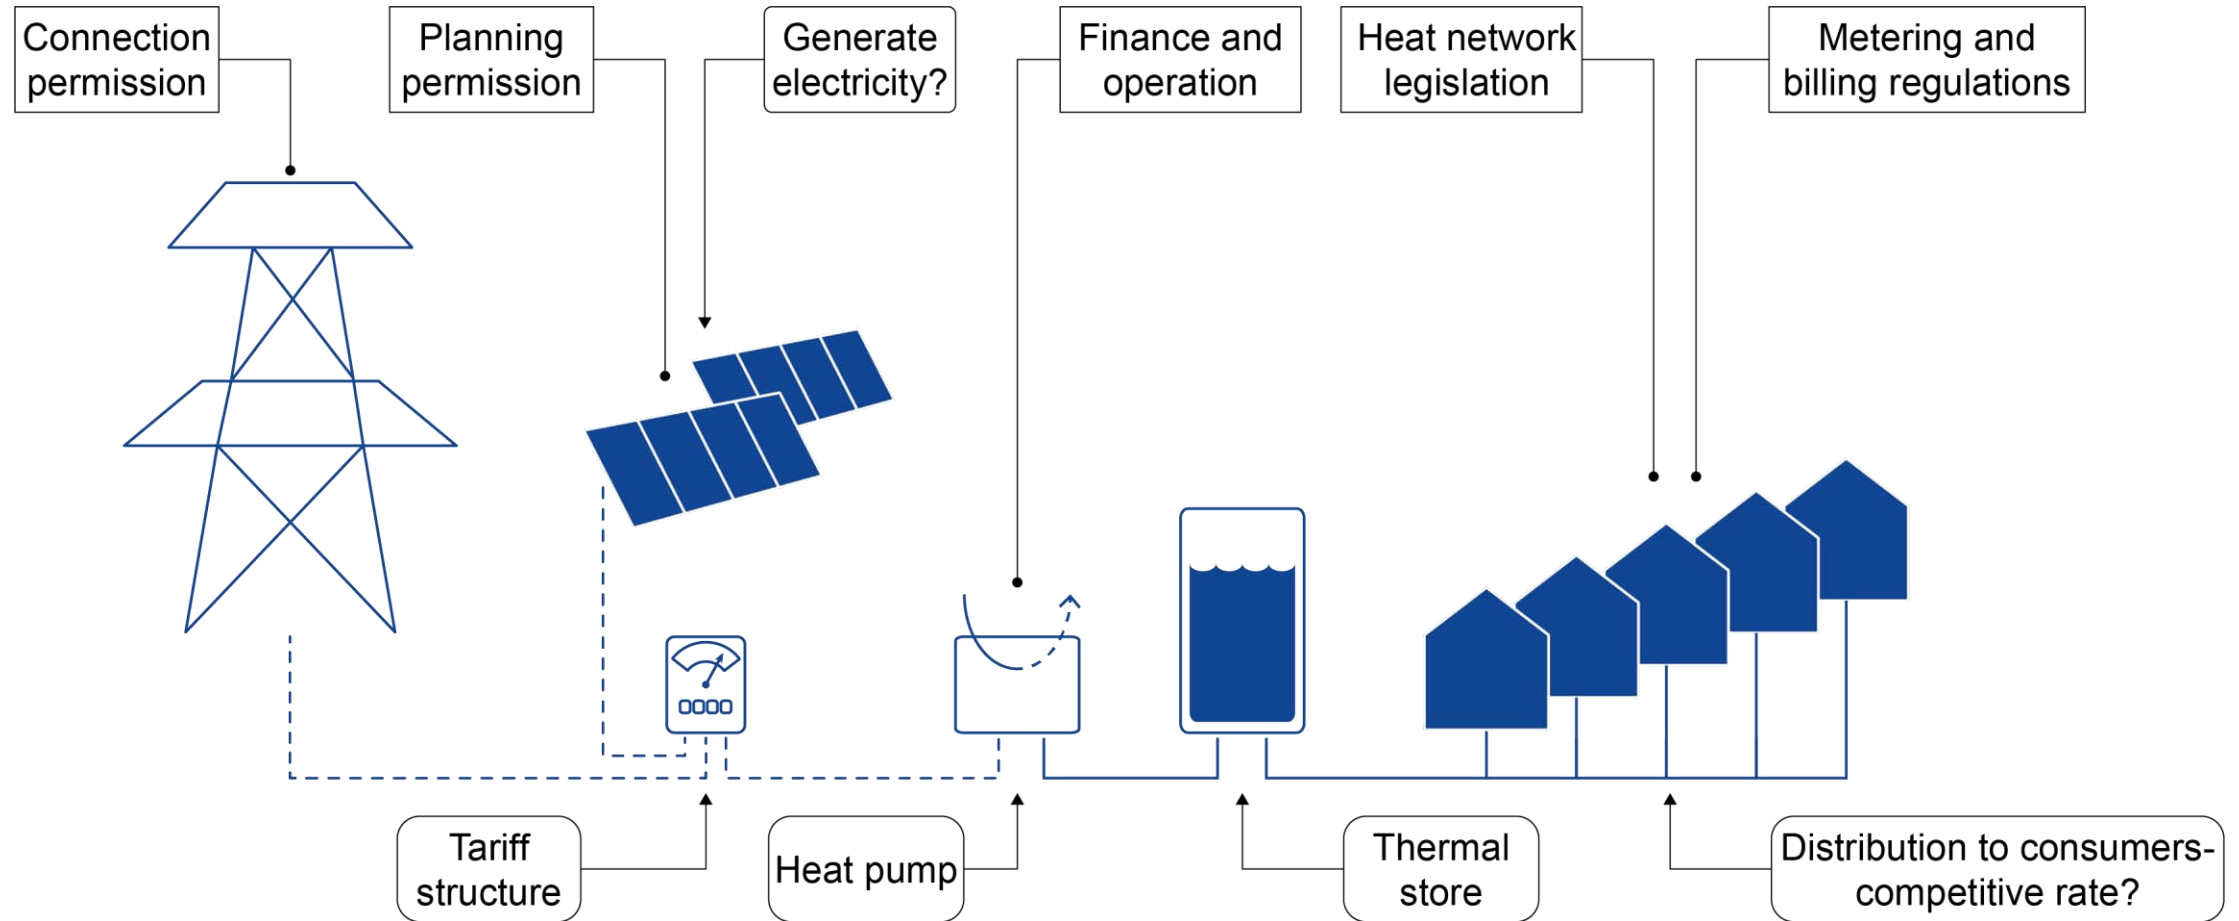 Connection
permission
Planning
permission
Generate
electricity?
Finance and
operation
Heat network
legislation
Metering and
billing regulations
0000
Tariff
structure
Heat pump
Thermal
store
Distribution to consumers-
competitive rate?